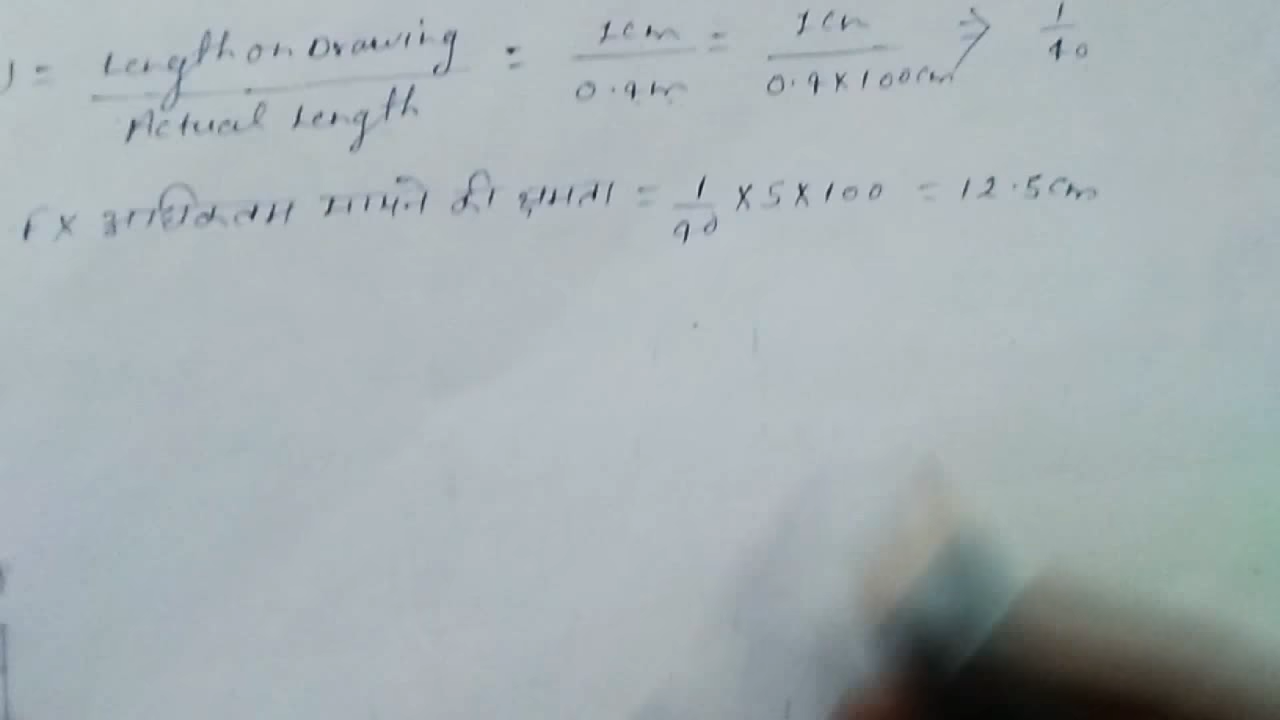 = Length on Drawing / Actual Length = 1cm / 0.4m = 1cm / 0.4 × 100cm ⇒ 1/40
× अधिकतम मापने की क्षमता = 1/40 × 5 × 100 = 12.5cm